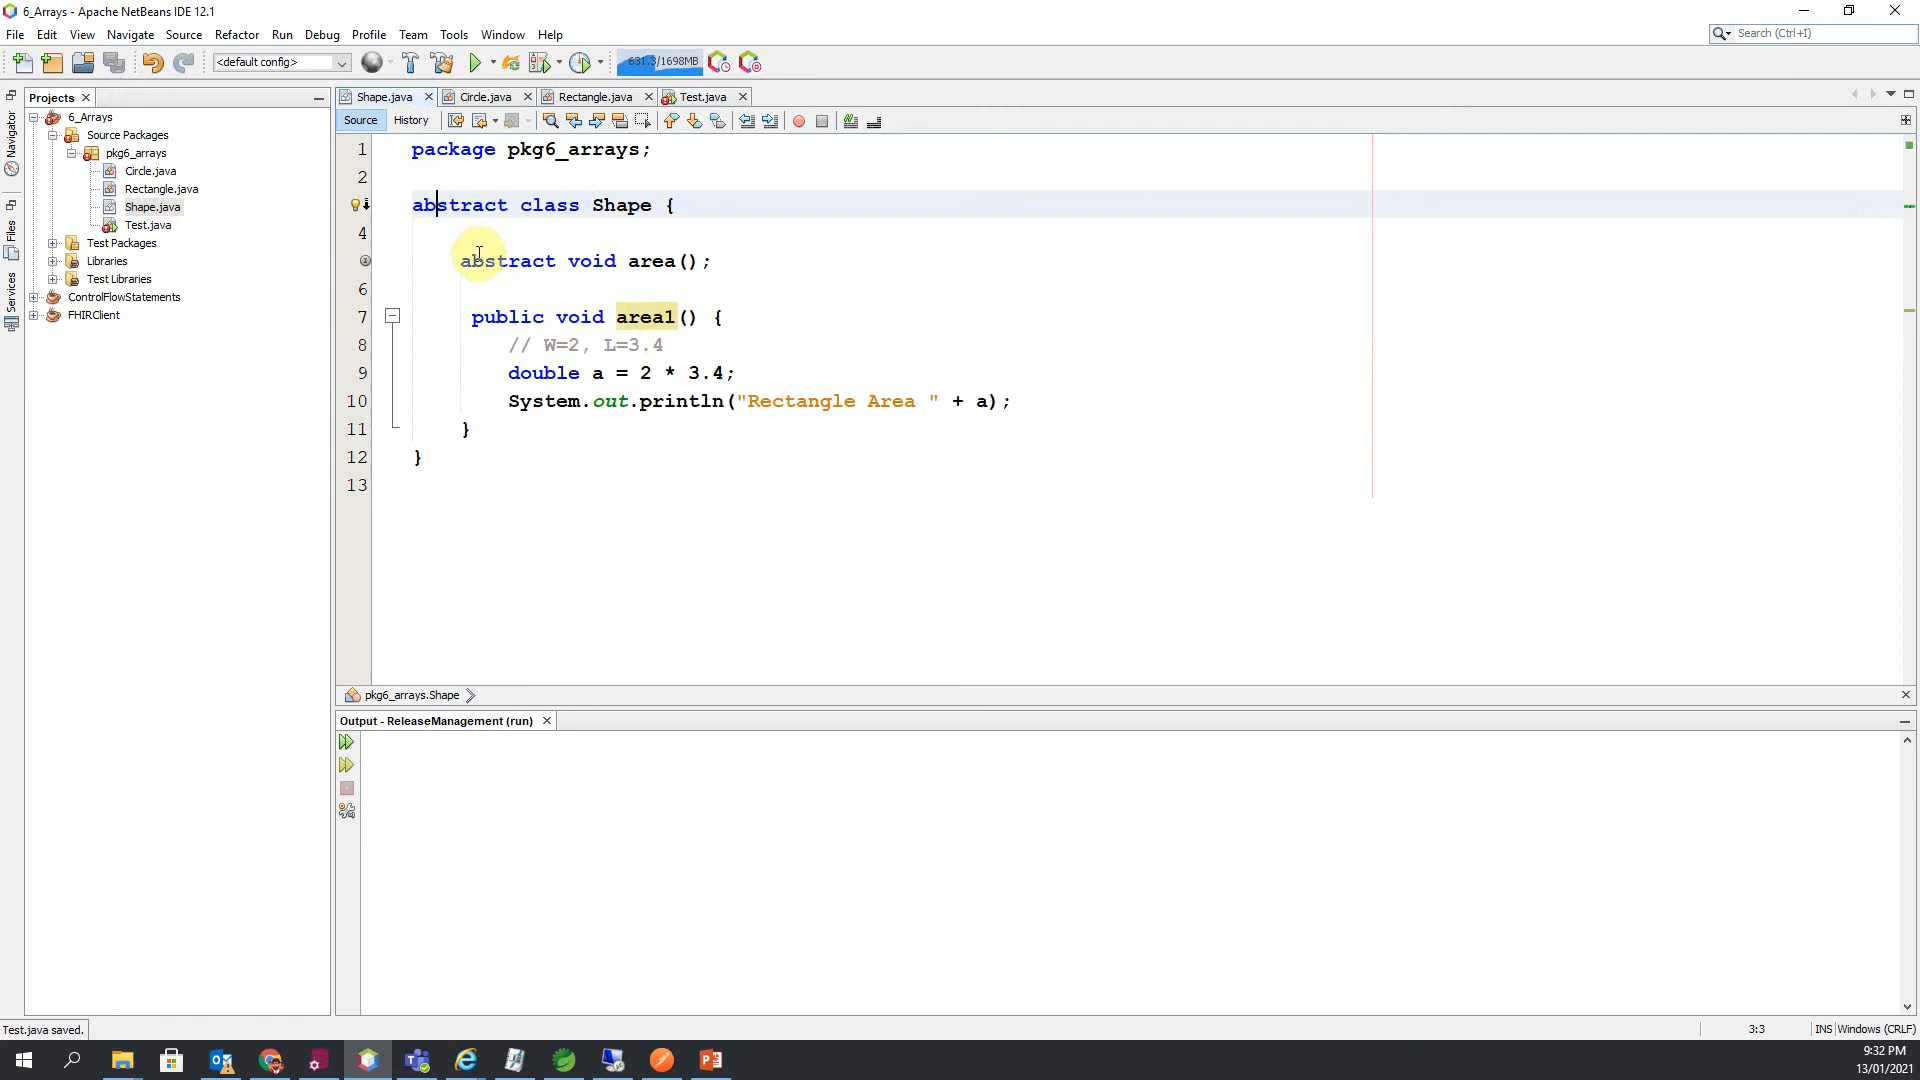 6_Arrays - Apache NetBeans IDE 12.1
File Edit View Navigate Source Refactor Run Debug Profile Team Tools Window Help
Search (Ctrl+I)
<default config>
631.3/1698MB
Projects
Shape.java
Circle.java
Rectangle.java
Test.java
Source History
Navigator
Files
Services
6_Arrays
Source Packages
pkg6_arrays
Circle.java
Rectangle.java
Shape.java
Test.java
Test Packages
Libraries
Test Libraries
ControlFlowStatements
FHIRClient
1 package pkg6_arrays;
2
abstract class Shape {
4
abstract void area();
6
7 public void area1() {
8 // W=2, L=3.4
9 double a = 2 * 3.4;
10 System.out.println("Rectangle Area " + a);
11 }
12 }
13
pkg6_arrays.Shape
Output - ReleaseManagement (run)
Test.java saved.
3:3
INS
Windows (CRLF)
9:32 PM
13/01/2021